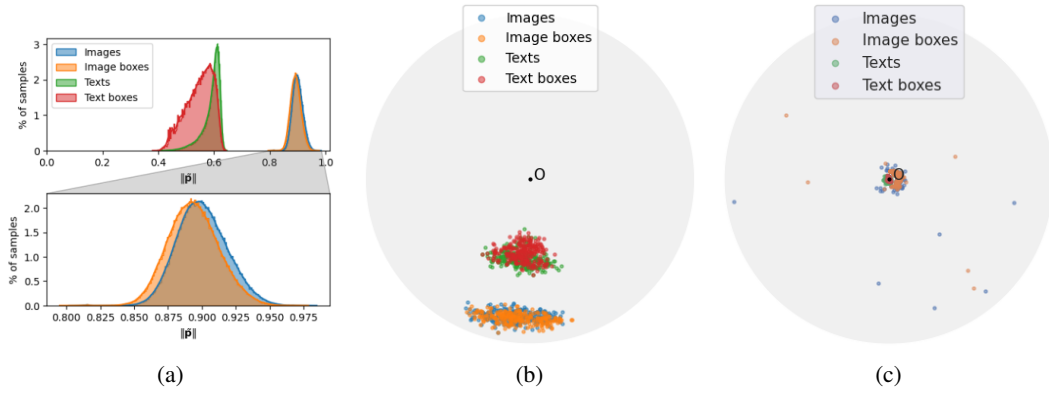 Images
Image boxes
Texts
Text boxes
% of samples
3
2
1
0
0.0 0.2 0.4 0.6 0.8 1.0
‖p̃‖
% of samples
2.0
1.5
1.0
0.5
0.0
0.800 0.825 0.850 0.875 0.900 0.925 0.950 0.975
‖p̃‖
(a)
Images
Image boxes
Texts
Text boxes
O
(b)
Images
Image boxes
Texts
Text boxes
O
(c)